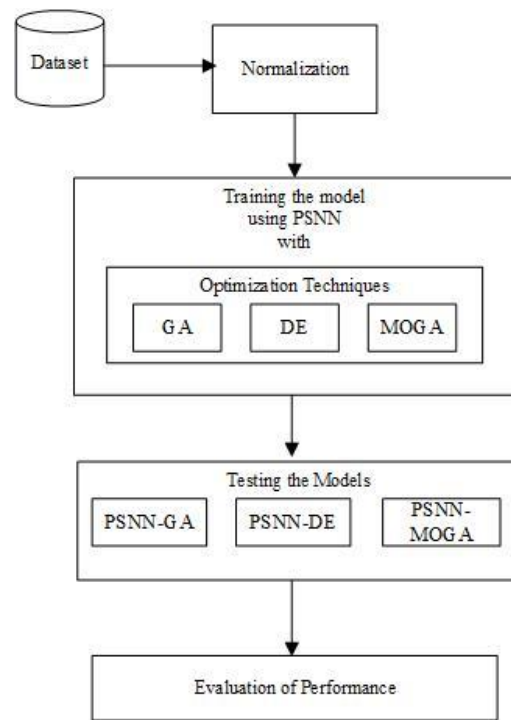 Dataset
Normalization
Training the model
using PSNN
with
Optimization Techniques
GA
DE
MOGA
Testing the Models
PSNN-GA
PSNN-DE
PSNN-
MOGA
Evaluation of Performance